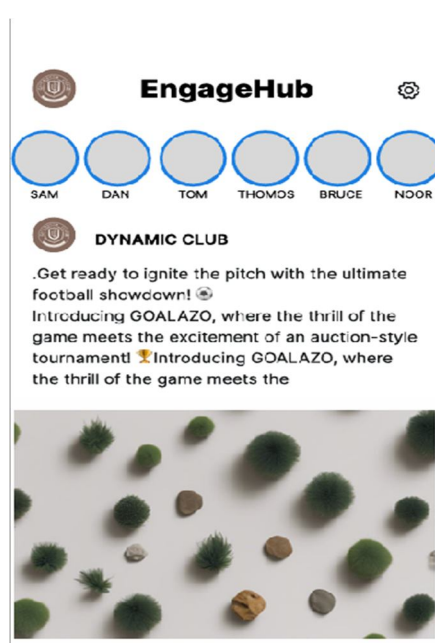 EngageHub
SAM DAN TOM THOMOS BRUCE NOOR
DYNAMIC CLUB
.Get ready to ignite the pitch with the ultimate
football showdown! ⚽
Introducing GOALAZO, where the thrill of the
game meets the excitement of an auction-style
tournament! 🏆Introducing GOALAZO, where
the thrill of the game meets the